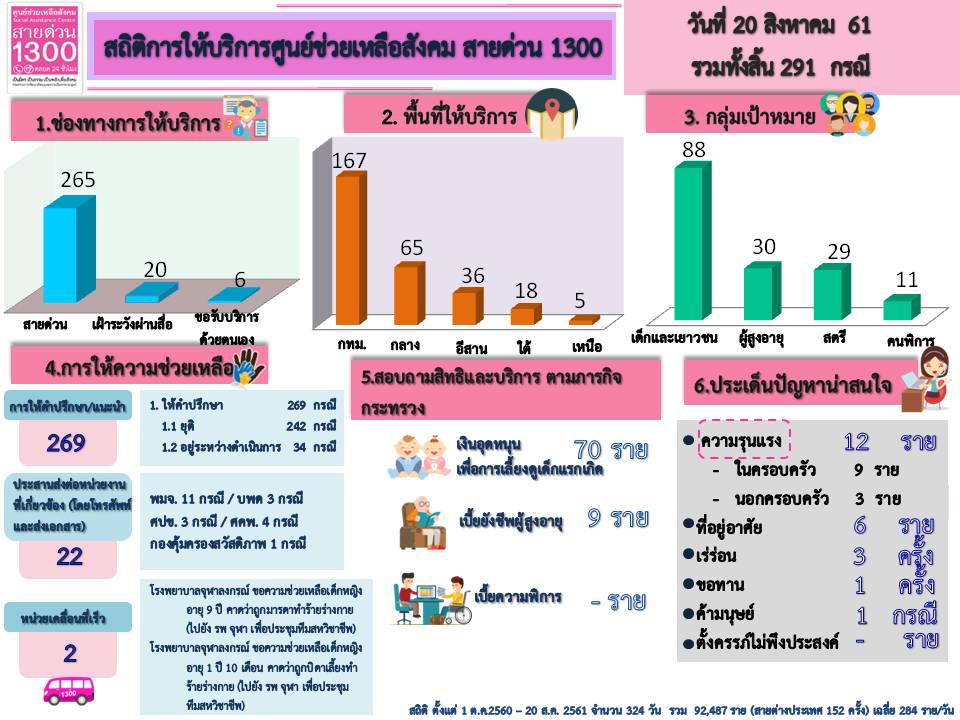 ศูนย์ช่วยเหลือสังคม
Social Assistance Centre
สายด่วน
1300
ตลอด 24 ชั่วโมง
สถิติการให้บริการศูนย์ช่วยเหลือสังคม สายด่วน 1300
วันที่ 20 สิงหาคม 61
รวมทั้งสิ้น 291 กรณี
1.ช่องทางการให้บริการ
265
20
6
สายด่วน
เฝ้าระวังผ่านสื่อ
ขอรับบริการ
ด้วยตนเอง
2. พื้นที่ให้บริการ
167
65
36
18
5
กทม.
กลาง
อีสาน
ใต้
เหนือ
3. กลุ่มเป้าหมาย
88
30
29
11
เด็กและเยาวชน
ผู้สูงอายุ
สตรี
คนพิการ
4.การให้ความช่วยเหลือ
การให้คำปรึกษา/แนะนำ
269
1. ให้คำปรึกษา 269 กรณี
1.1 ยุติ 242 กรณี
1.2 อยู่ระหว่างดำเนินการ 34 กรณี
ประสานส่งต่อหน่วยงาน
ที่เกี่ยวข้อง (โดยโทรศัพท์
และส่งเอกสาร)
22
พมจ. 11 กรณี / บพด 3 กรณี
ศปช. 3 กรณี / ศคพ. 4 กรณี
กองคุ้มครองสวัสดิภาพ 1 กรณี
หน่วยเคลื่อนที่เร็ว
2
1300
โรงพยาบาลจุฬาลงกรณ์ ขอความช่วยเหลือเด็กหญิง
อายุ 9 ปี คาดว่าถูกมารดาทำร้ายร่างกาย
(ไปยัง รพ จุฬา เพื่อประชุมทีมสหวิชาชีพ)
โรงพยาบาลจุฬาลงกรณ์ ขอความช่วยเหลือเด็กหญิง
อายุ 1 ปี 10 เดือน คาดว่าถูกบิดาเลี้ยงทำ
ร้ายร่างกาย (ไปยัง รพ จุฬา เพื่อประชุม
ทีมสหวิชาชีพ)
5.สอบถามสิทธิและบริการ ตามภารกิจ
กระทรวง
เงินอุดหนุน
เพื่อการเลี้ยงดูเด็กแรกเกิด
70 ราย
เบี้ยยังชีพผู้สูงอายุ
9 ราย
เบี้ยความพิการ
- ราย
6.ประเด็นปัญหาน่าสนใจ
ความรุนแรง 12 ราย
- ในครอบครัว 9 ราย
- นอกครอบครัว 3 ราย
ที่อยู่อาศัย 6 ราย
เร่ร่อน 3 ครั้ง
ขอทาน 1 ครั้ง
ค้ามนุษย์ 1 กรณี
ตั้งครรภ์ไม่พึงประสงค์ - ราย
สถิติ ตั้งแต่ 1 ต.ค.2560 – 20 ส.ค. 2561 จำนวน 324 วัน รวม 92,487 ราย (สายต่างประเทศ 152 ครั้ง) เฉลี่ย 284 ราย/วัน